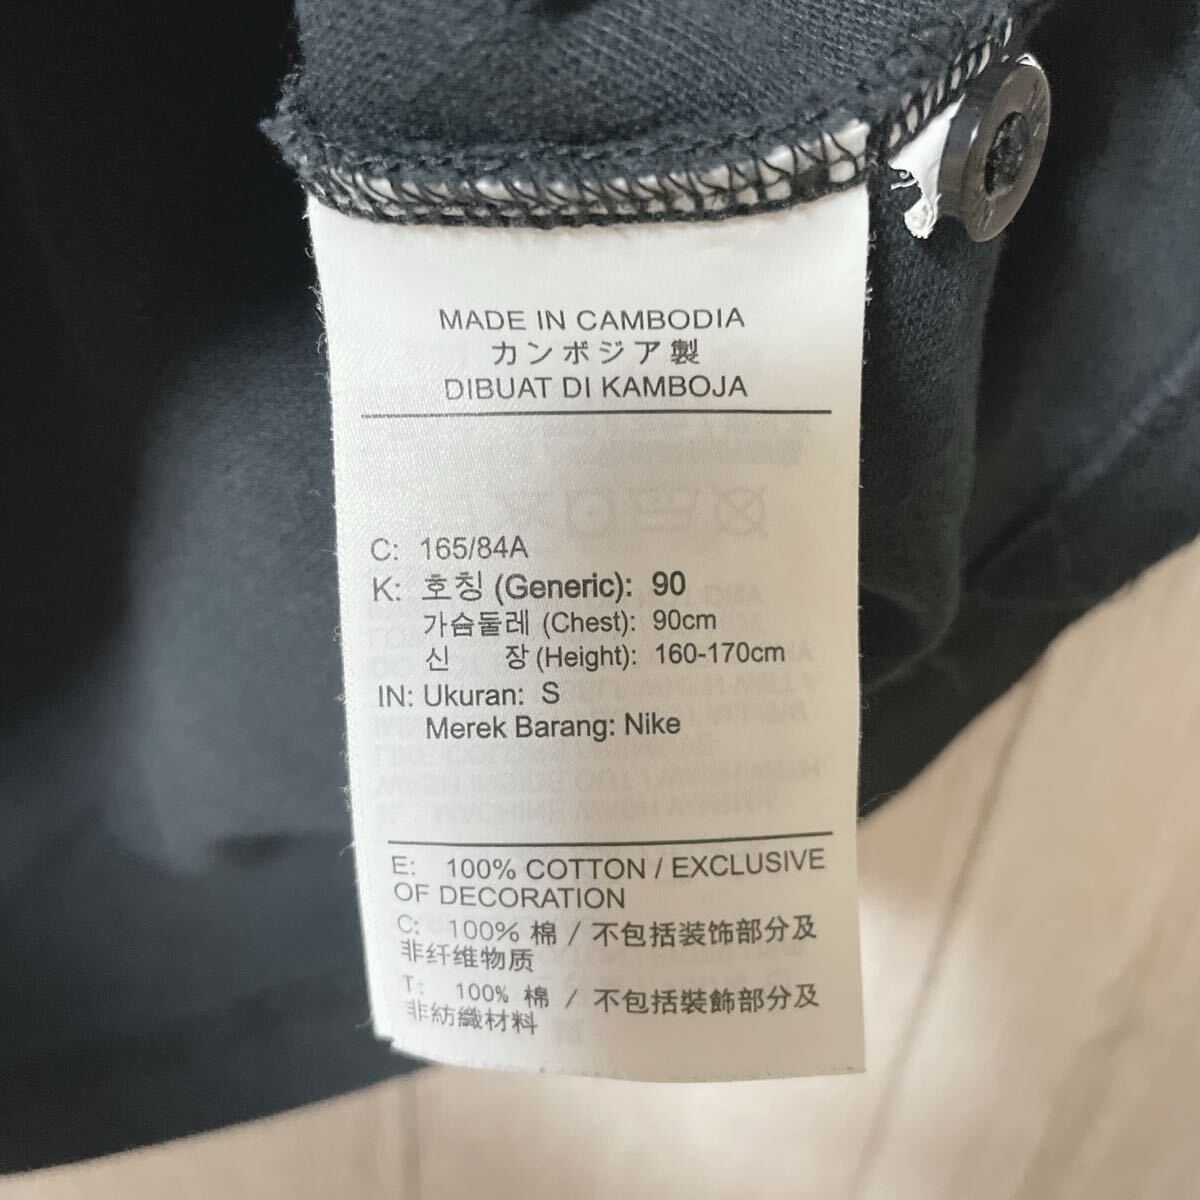 MADE IN CAMBODIA
カンボジア製
DIBUAT DI KAMBOJA
C: 165/84A
K: 호칭 (Generic): 90
가슴둘레 (Chest): 90cm
신 장 (Height): 160-170cm
IN: Ukuran: S
Merek Barang: Nike
E: 100% COTTON / EXCLUSIVE
OF DECORATION
C: 100% 棉 / 不包括装饰部分及
非纤维物质
T: 100% 棉 / 不包括裝飾部分及
非紡織材料